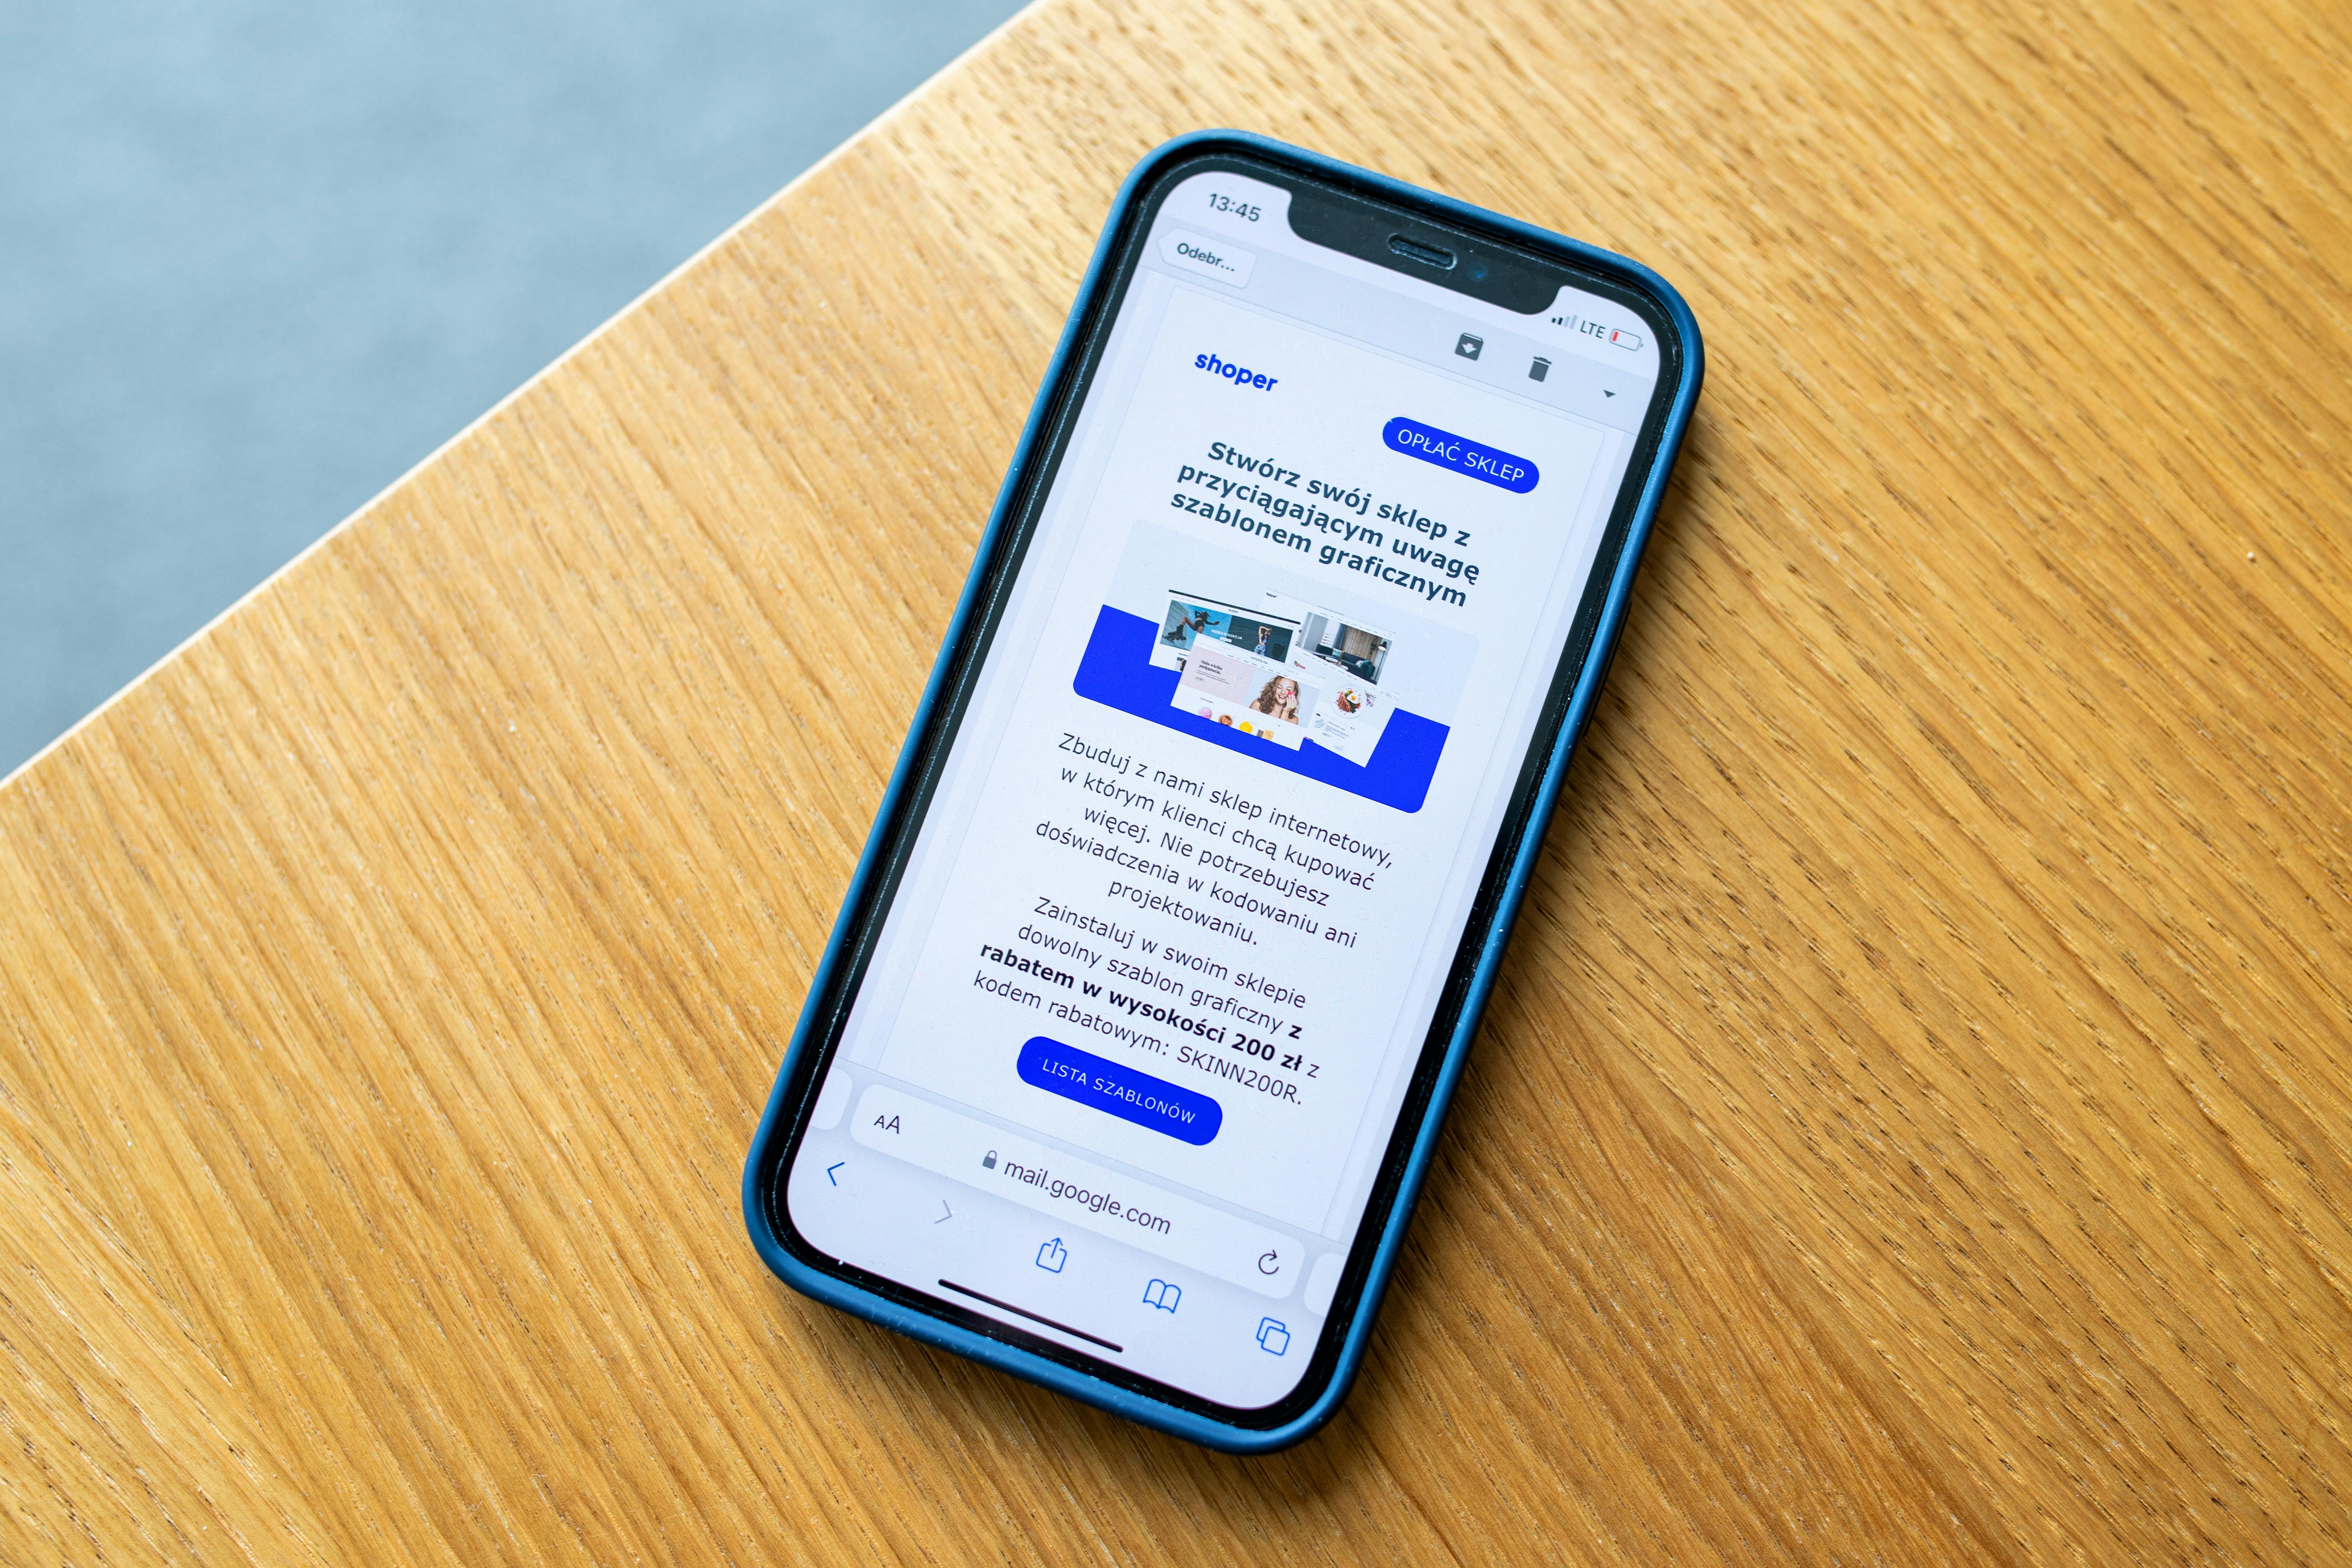 13:45
LTE
Odebr...
shoper
OPŁAĆ SKLEP
Stwórz swój sklep z
przyciągającym uwagę
szablonem graficznym
Zbuduj z nami sklep internetowy,
w którym klienci chcą kupować
więcej. Nie potrzebujesz
doświadczenia w kodowaniu ani
projektowaniu.
Zainstaluj w swoim sklepie
dowolny szablon graficzny z
rabatem w wysokości 200 zł z
kodem rabatowym: SKINN200R.
LISTA SZABLONÓW
AA
mail.google.com